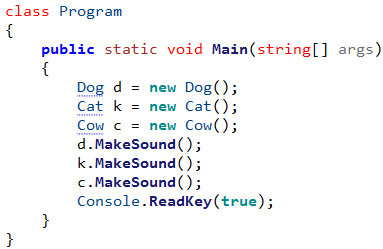 class Program
{
    public static void Main(string[] args)
    {
        Dog d = new Dog();
        Cat k = new Cat();
        Cow c = new Cow();
        d.MakeSound();
        k.MakeSound();
        c.MakeSound();
        Console.ReadKey(true);
    }
}